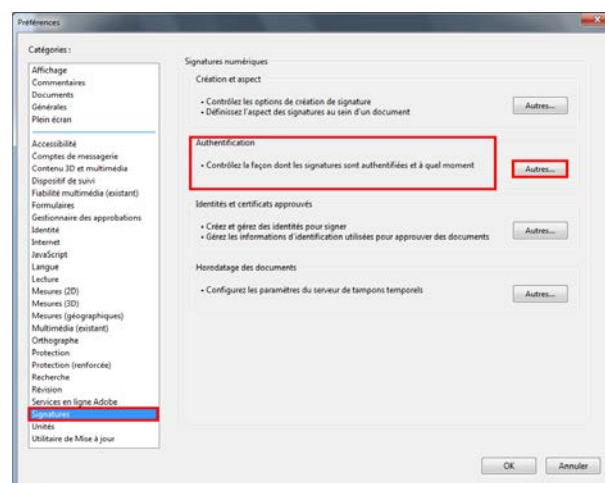 Préférences
Catégories :
Affichage
Commentaires
Documents
Générales
Plein écran
Accessibilité
Comptes de messagerie
Contenu 3D et multimédia
Dispositif de suivi
Fiabilité multimédia (existant)
Formulaires
Gestionnaire des approbations
Identité
Internet
JavaScript
Langue
Lecture
Mesures (2D)
Mesures (3D)
Mesures (géographiques)
Multimédia (existant)
Orthographe
Protection
Protection (renforcée)
Recherche
Révision
Services en ligne Adobe
Signatures
Unités
Utilitaire de Mise à jour
Signatures numériques
Création et aspect
• Contrôlez les options de création de signature
• Définissez l'aspect des signatures au sein d'un document
Autres...
Authentification
• Contrôlez la façon dont les signatures sont authentifiées et à quel moment
Autres...
Identités et certificats approuvés
• Créez et gérez des identités pour signer
• Gérez les informations d'identification utilisées pour approuver des documents
Autres...
Horodatage des documents
• Configurez les paramètres du serveur de tampons temporels
Autres...
OK
Annuler